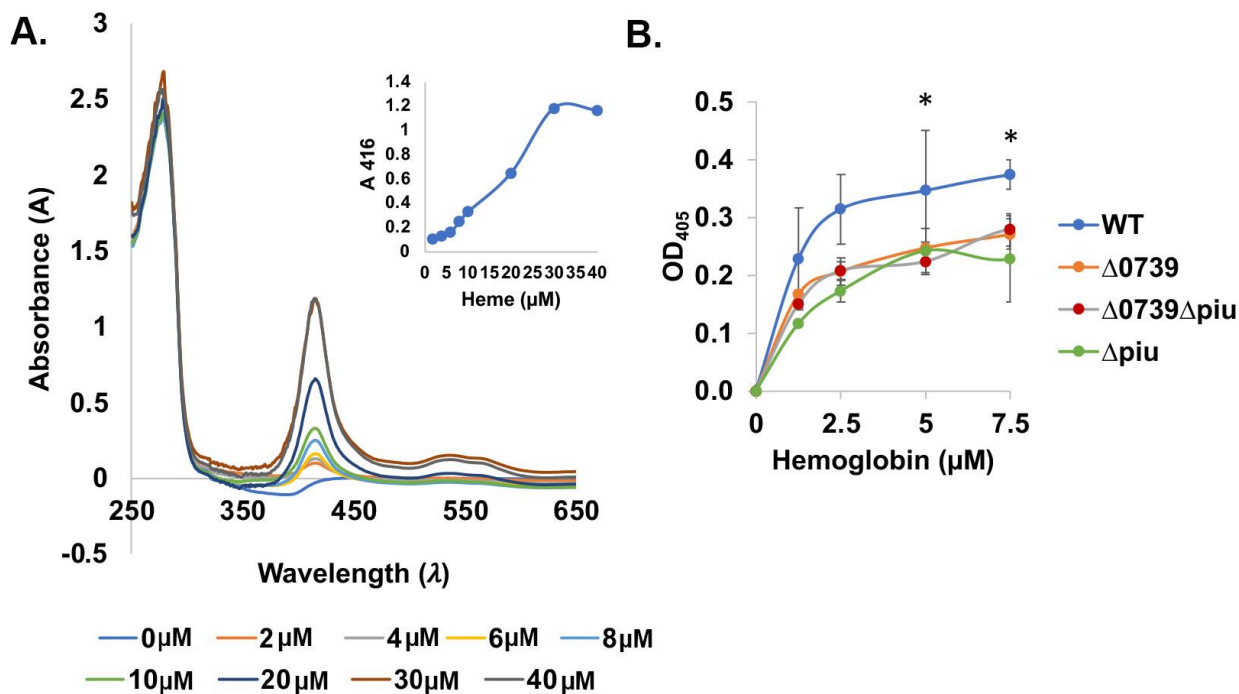 A.
3
2.5
2
1.5
1
0.5
0
-0.5
Absorbance (A)
250 350 450 550 650
Wavelength (λ)
1.4
1.2
1.0
0.8
0.6
0.4
0.2
0
A 416
0 5 10 15 20 25 30 35 40
Heme (µM)
0µM 2µM 4µM 6µM 8µM
10µM 20µM 30µM 40µM
B.
0.5
0.4
0.3
0.2
0.1
0.0
OD405
* *
0 2.5 5 7.5
Hemoglobin (µM)
WT
Δ0739
Δ0739Δpiu
Δpiu